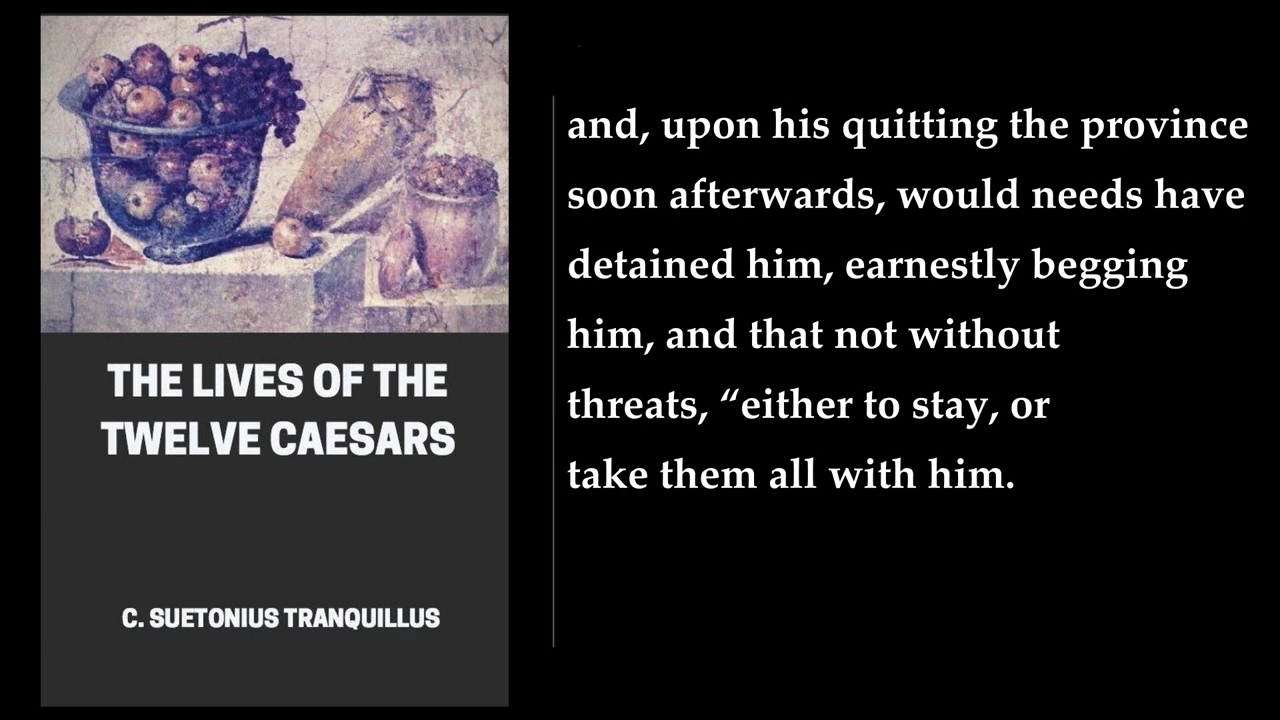 THE LIVES OF THE
TWELVE CAESARS
C. SUETONIUS TRANQUILLUS
and, upon his quitting the province
soon afterwards, would needs have
detained him, earnestly begging
him, and that not without
threats, “either to stay, or
take them all with him.